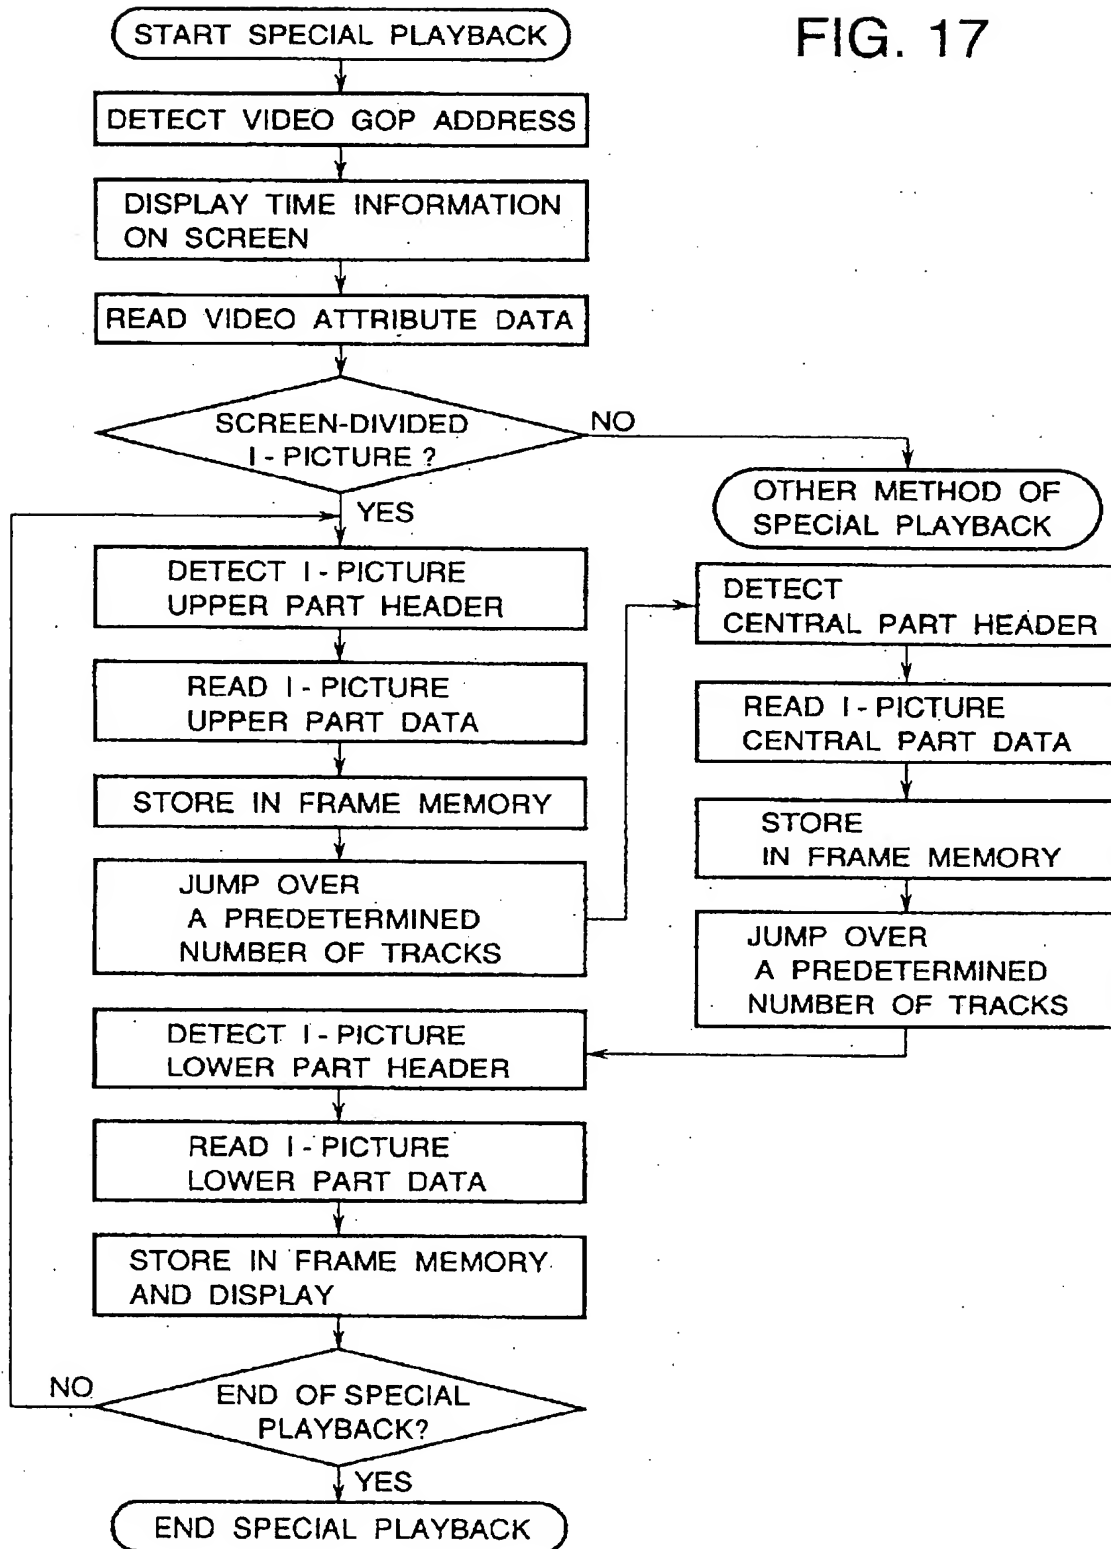 FIG. 17
START SPECIAL PLAYBACK
DETECT VIDEO GOP ADDRESS
DISPLAY TIME INFORMATION
ON SCREEN
READ VIDEO ATTRIBUTE DATA
SCREEN-DIVIDED
I-PICTURE ?
NO
OTHER METHOD OF
SPECIAL PLAYBACK
YES
DETECT I-PICTURE
UPPER PART HEADER
READ I-PICTURE
UPPER PART DATA
STORE IN FRAME MEMORY
JUMP OVER
A PREDETERMINED
NUMBER OF TRACKS
DETECT
CENTRAL PART HEADER
READ I-PICTURE
CENTRAL PART DATA
STORE
IN FRAME MEMORY
JUMP OVER
A PREDETERMINED
NUMBER OF TRACKS
DETECT I-PICTURE
LOWER PART HEADER
READ I-PICTURE
LOWER PART DATA
STORE IN FRAME MEMORY
AND DISPLAY
NO
END OF SPECIAL
PLAYBACK?
YES
END SPECIAL PLAYBACK